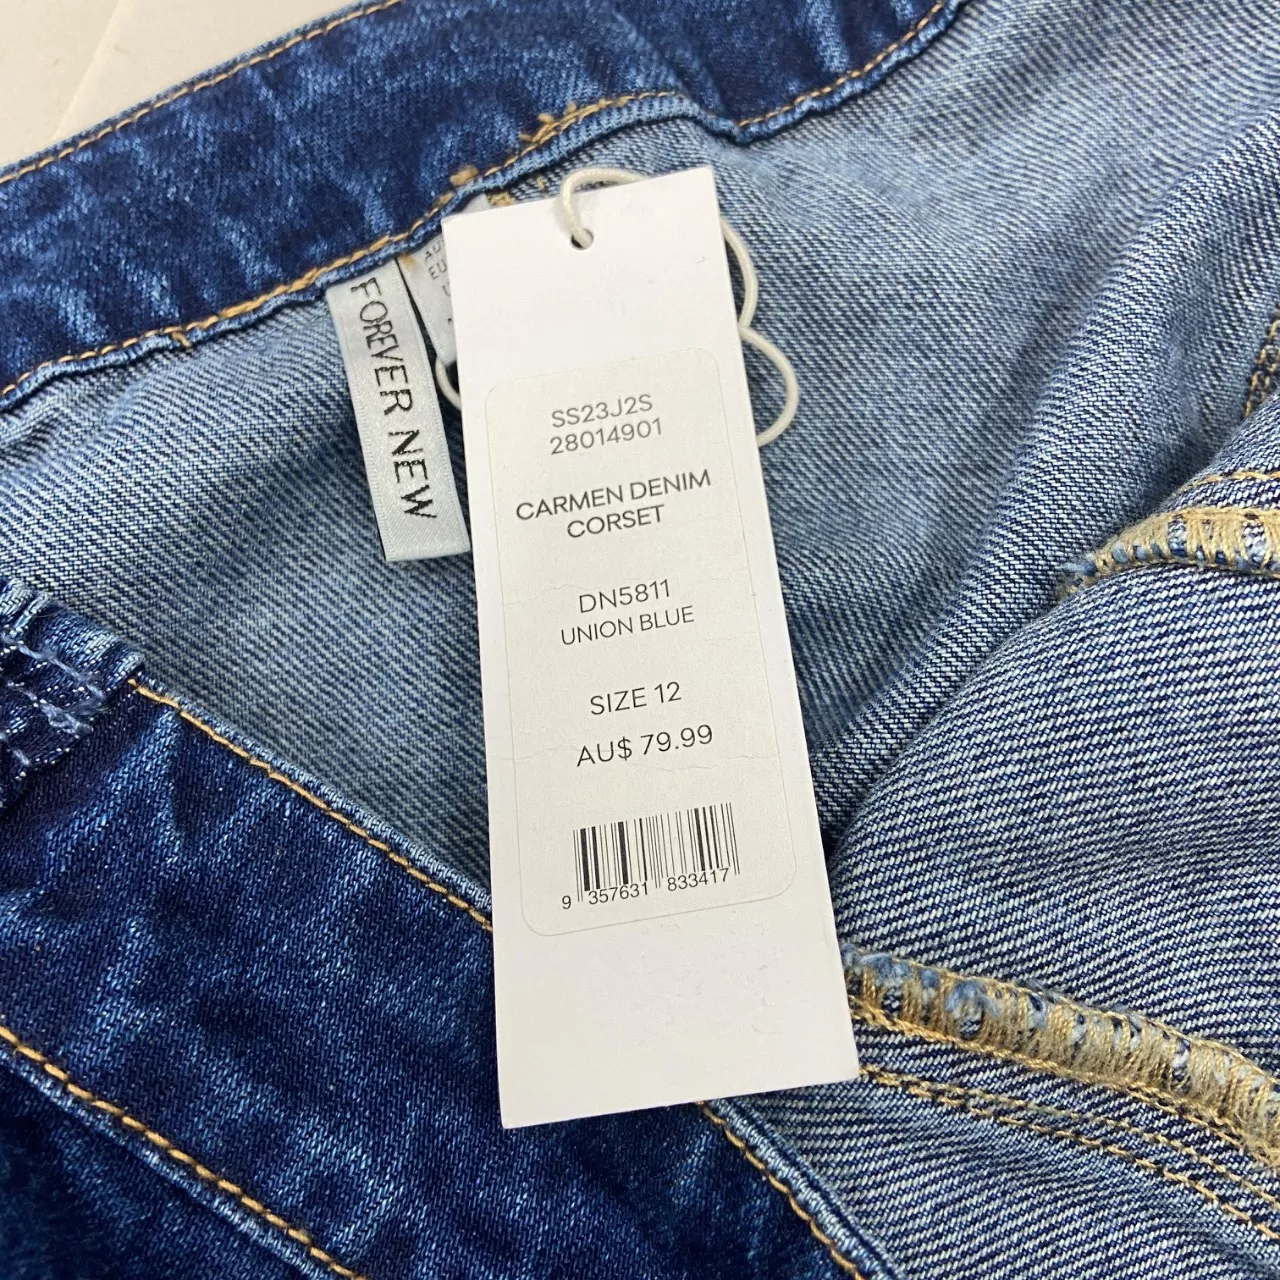 FOREVER NEW
SS23J2S
28014901
CARMEN DENIM
CORSET
DN5811
UNION BLUE
SIZE 12
AU$ 79.99
9 357631 833417